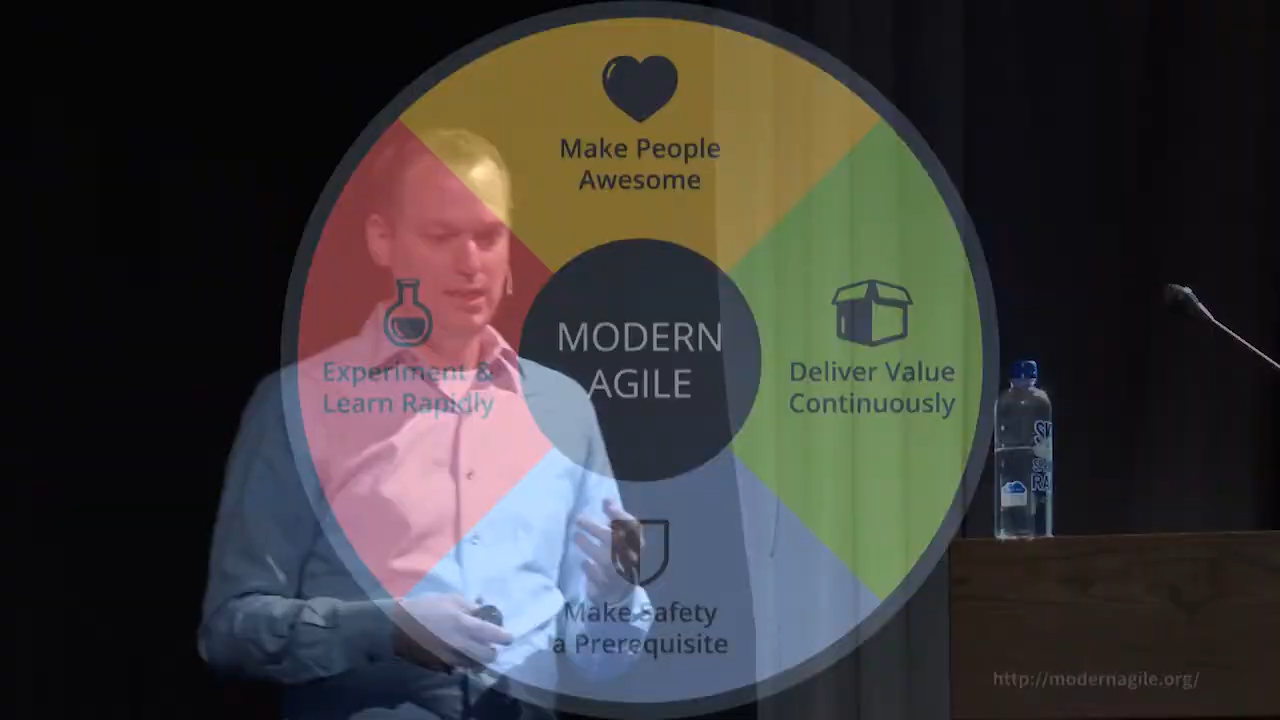 Make People
Awesome
MODERN
AGILE
Experiment &
Learn Rapidly
Deliver Value
Continuously
Make Safety
a Prerequisite
http://modernagile.org/